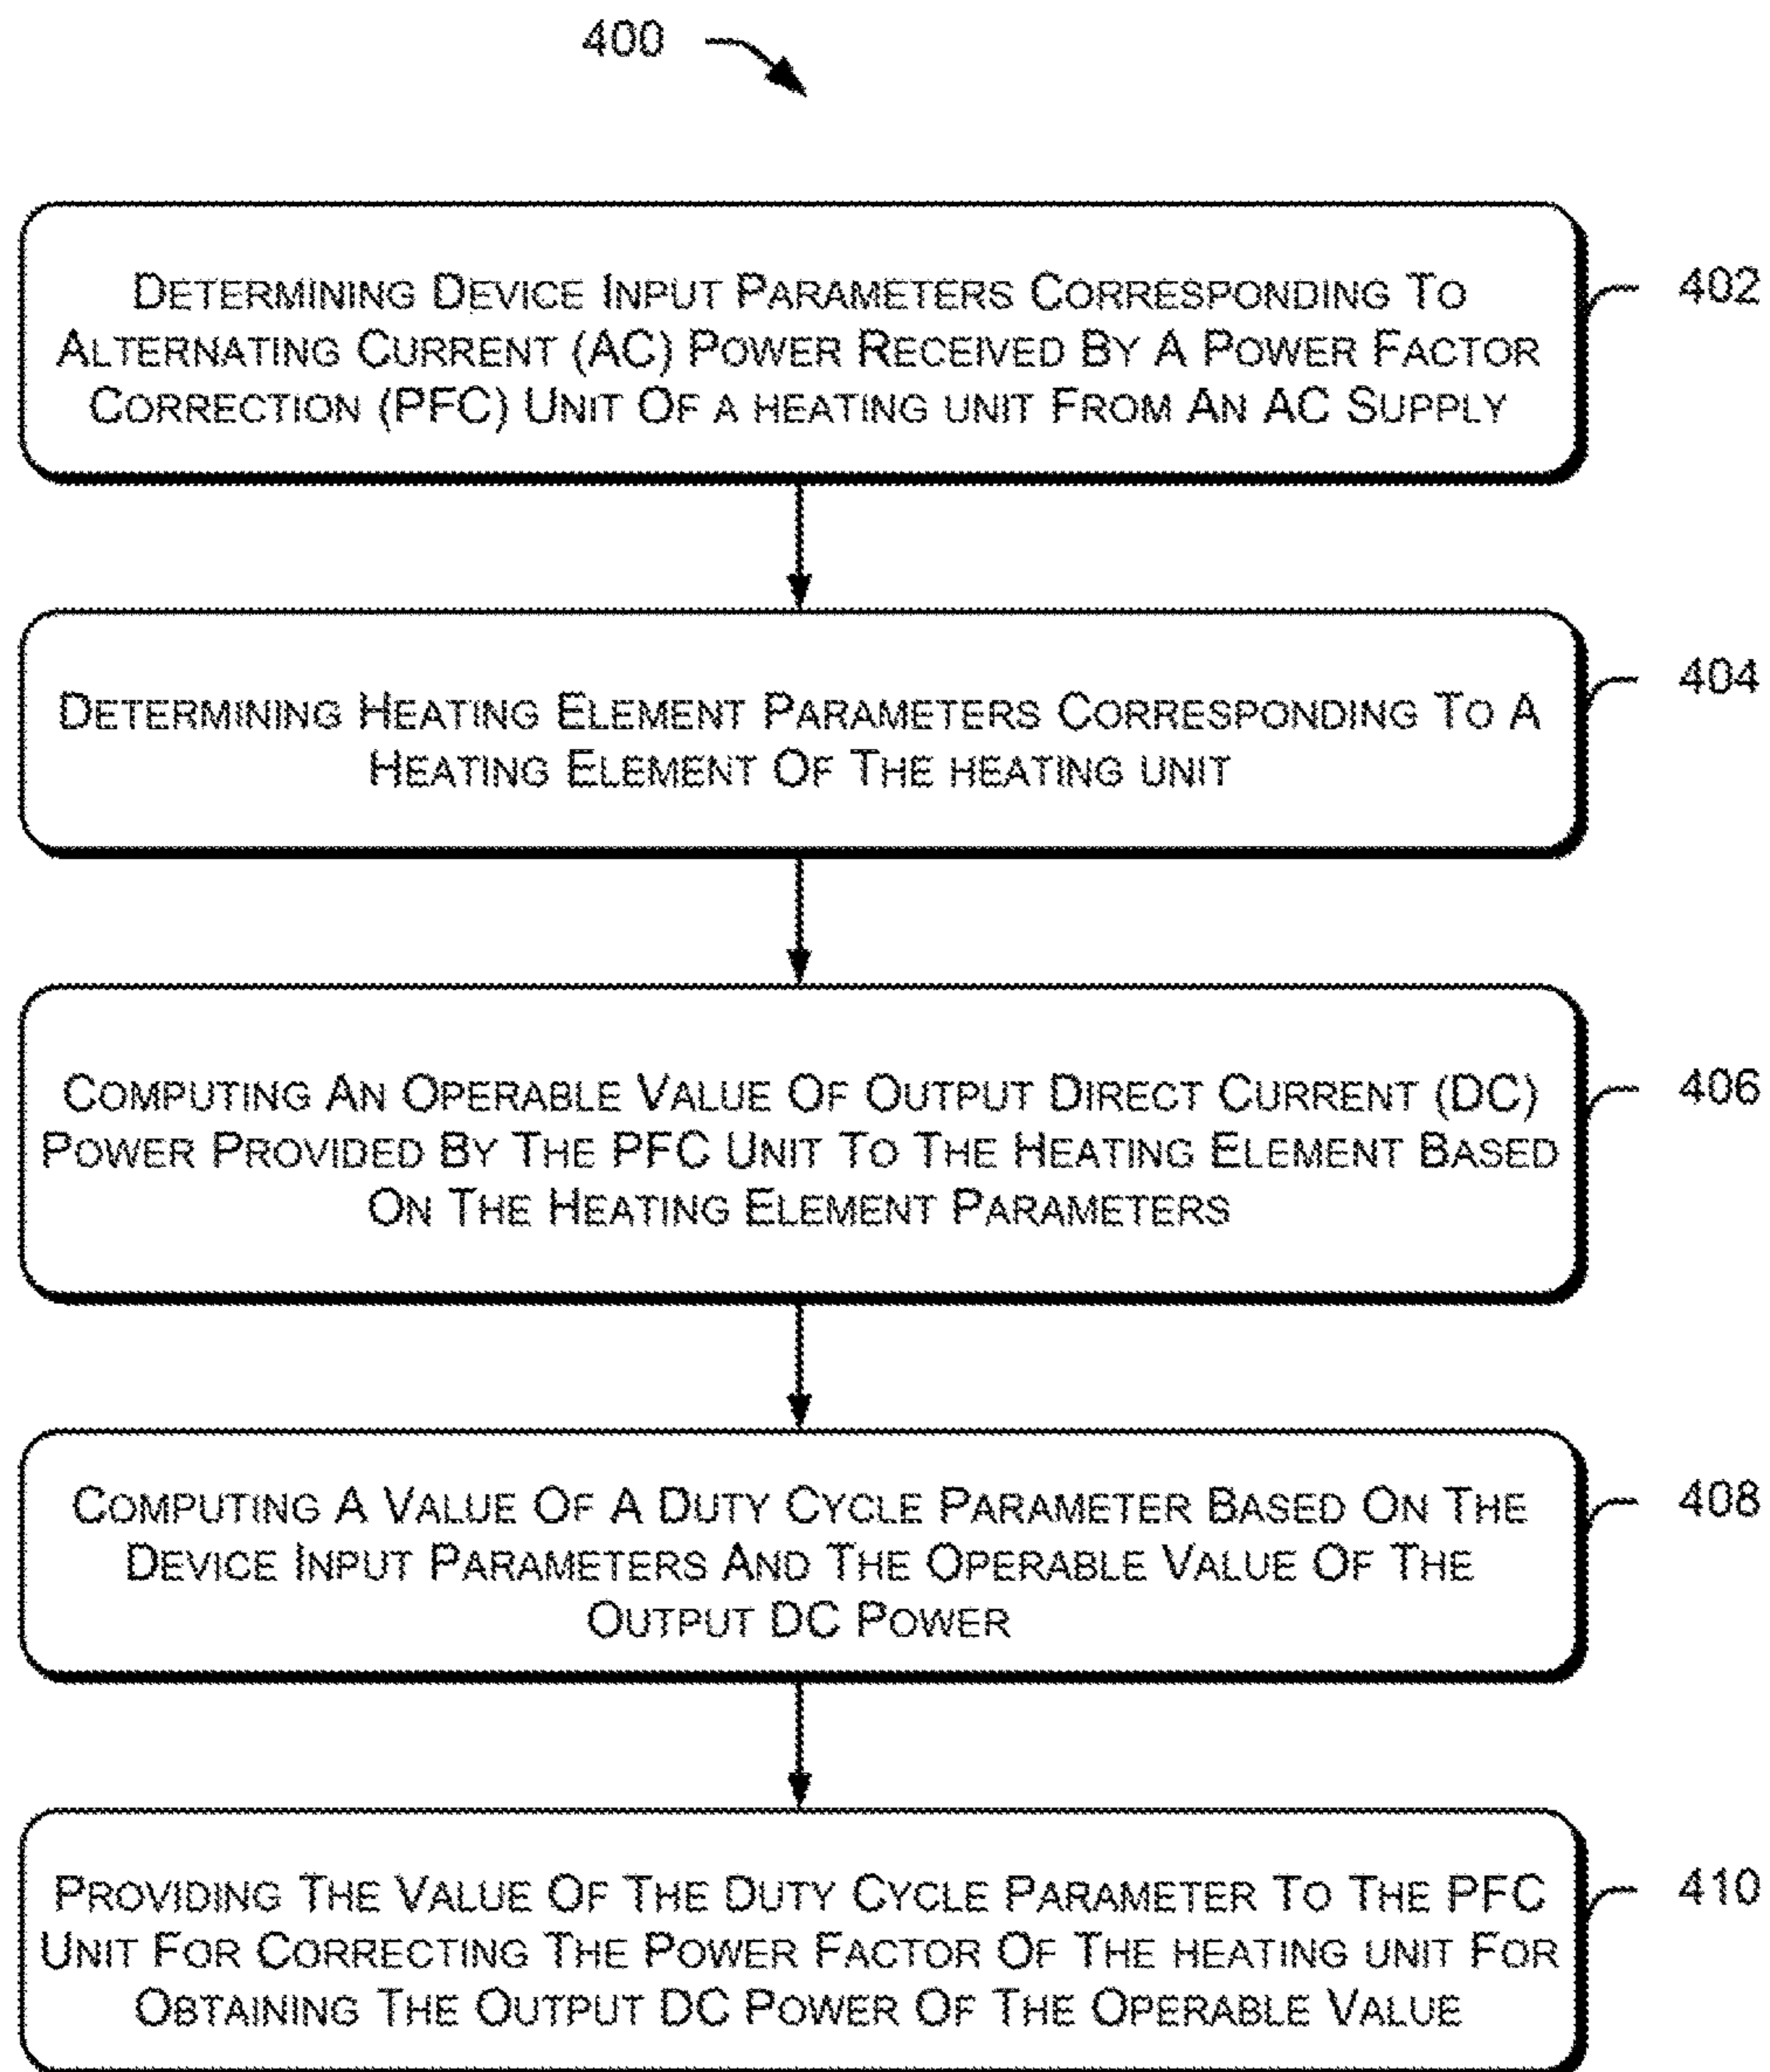 400
DETERMINING DEVICE INPUT PARAMETERS CORRESPONDING TO
ALTERNATING CURRENT (AC) POWER RECEIVED BY A POWER FACTOR
CORRECTION (PFC) UNIT OF A HEATING UNIT FROM AN AC SUPPLY
402
DETERMINING HEATING ELEMENT PARAMETERS CORRESPONDING TO A
HEATING ELEMENT OF THE HEATING UNIT
404
COMPUTING AN OPERABLE VALUE OF OUTPUT DIRECT CURRENT (DC)
POWER PROVIDED BY THE PFC UNIT TO THE HEATING ELEMENT BASED
ON THE HEATING ELEMENT PARAMETERS
406
COMPUTING A VALUE OF A DUTY CYCLE PARAMETER BASED ON THE
DEVICE INPUT PARAMETERS AND THE OPERABLE VALUE OF THE
OUTPUT DC POWER
408
PROVIDING THE VALUE OF THE DUTY CYCLE PARAMETER TO THE PFC
UNIT FOR CORRECTING THE POWER FACTOR OF THE HEATING UNIT FOR
OBTAINING THE OUTPUT DC POWER OF THE OPERABLE VALUE
410